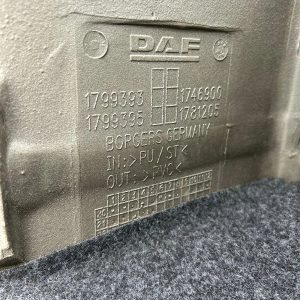 DAF
1799393 1746900
1799395 1781205
BORGERS GERMANY
IN:>PU/ST<
OUT:>PVC<